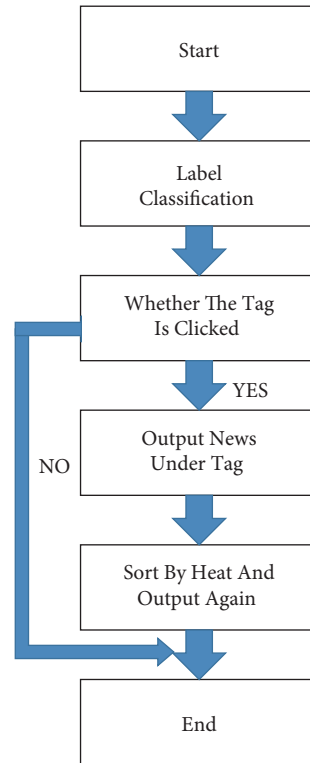 Start
Label
Classification
Whether The Tag
Is Clicked
YES
Output News
Under Tag
NO
Sort By Heat And
Output Again
End